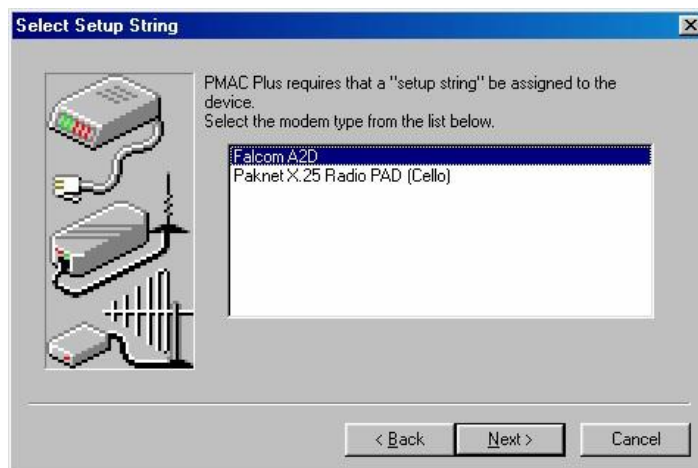 Select Setup String
PMAC Plus requires that a "setup string" be assigned to the
device.
Select the modem type from the list below.
Falcom A2D
Paknet X.25 Radio PAD (Cello)
< Back
Next >
Cancel